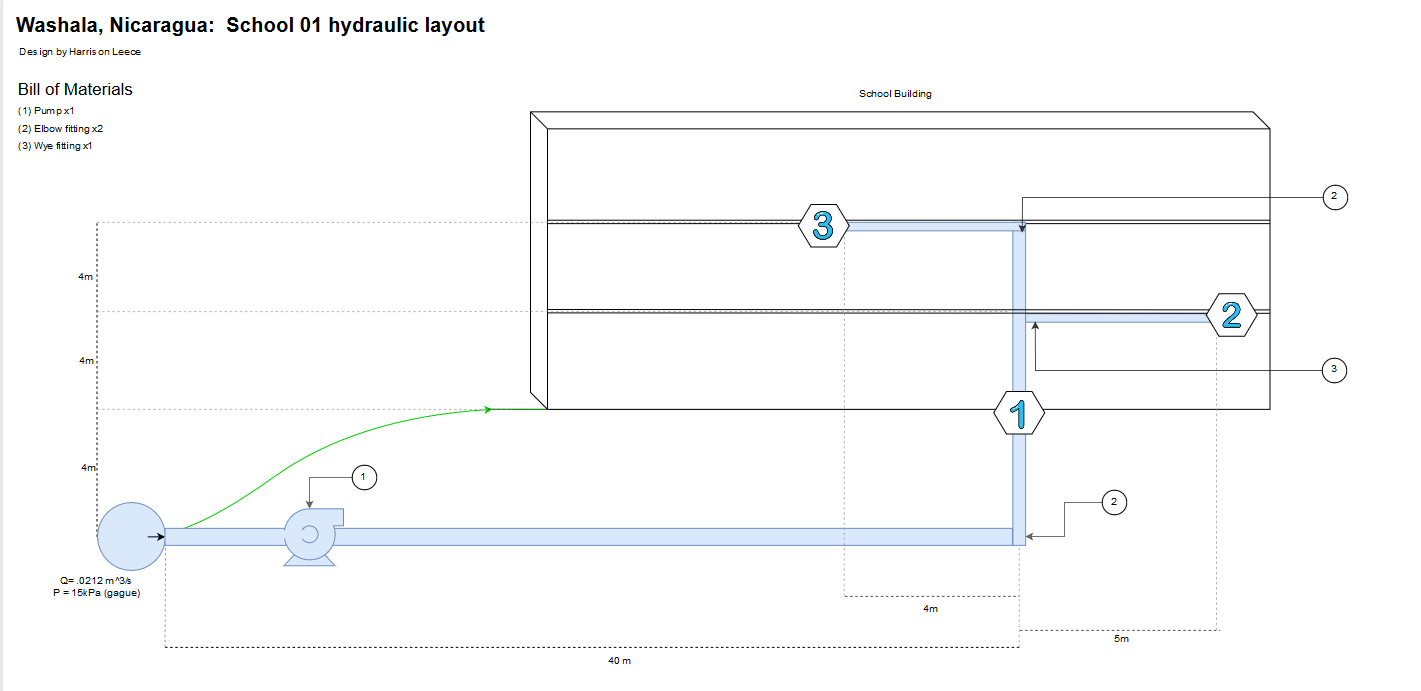 Washala, Nicaragua: School 01 hydraulic layout
Design by Harrison Leece
Bill of Materials
(1) Pump x1
(2) Elbow fitting x2
(3) Wye fitting x1
School Building
2
3
4m
2
4m
3
1
4m
1
2
Q= .0212 m^3/s
P = 15kPa (gague)
4m
5m
40 m